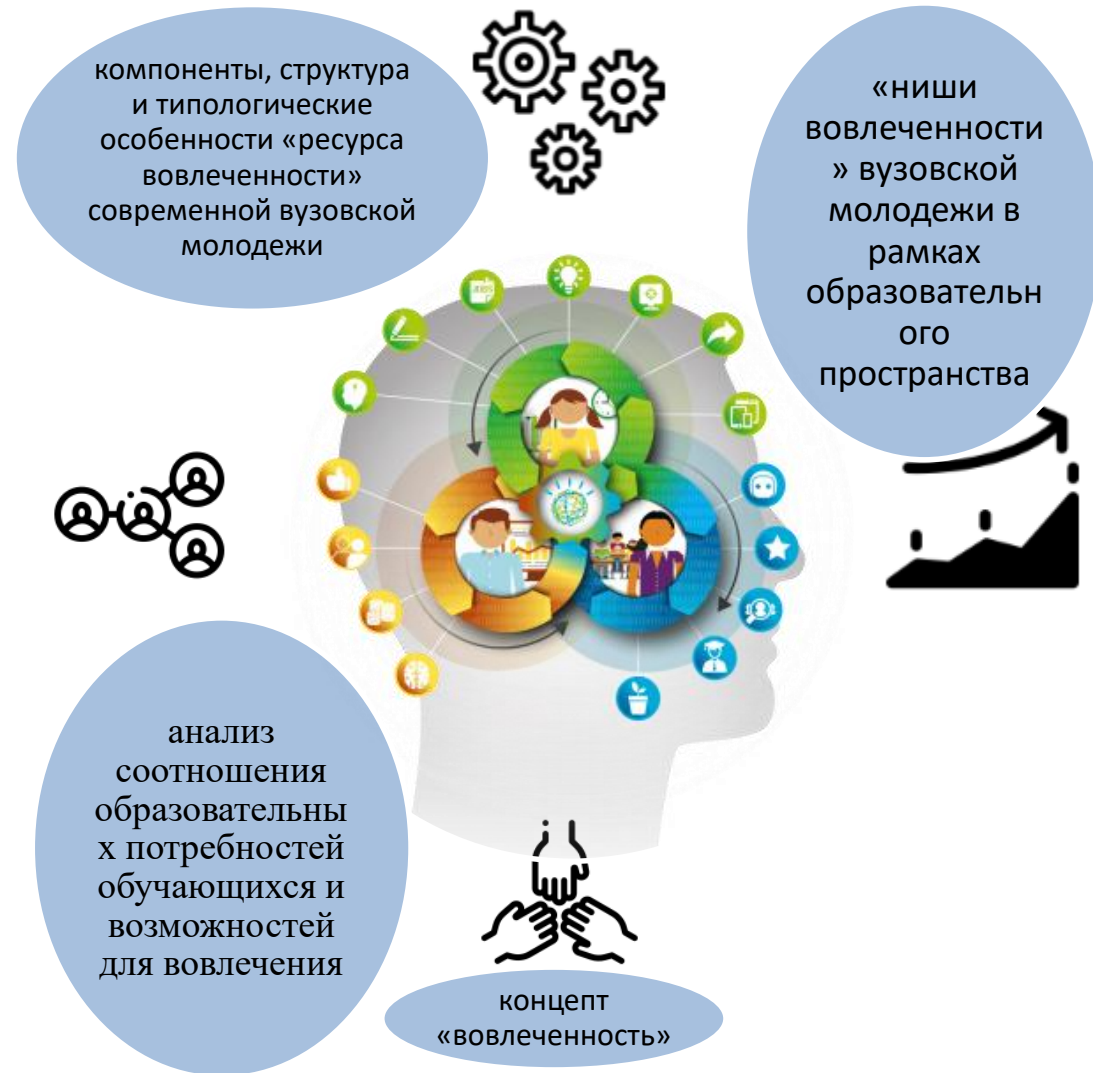 компоненты, структура
и типологические
особенности «ресурса
вовлеченности»
современной вузовской
молодежи
«ниши
вовлеченности
» вузовской
молодежи в
рамках
образовательн
ого
пространства
анализ
соотношения
образовательны
х потребностей
обучающихся и
возможностей
для вовлечения
концепт
«вовлеченность»